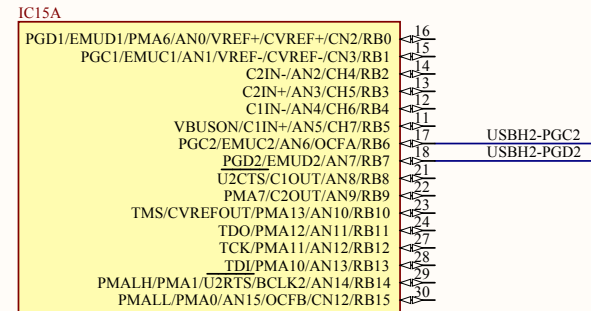 IC15A
PGD1/EMUD1/PMA6/AN0/VREF+/CVREF+/CN2/RB0 16
PGC1/EMUC1/AN1/VREF-/CVREF-/CN3/RB1 15
C2IN-/AN2/CH4/RB2 14
C2IN+/AN3/CH5/RB3 13
C1IN-/AN4/CH6/RB4 12
VBUSON/C1IN+/AN5/CH7/RB5 11
PGC2/EMUC2/AN6/OCFA/RB6 17 USBH2-PGC2
PGD2/EMUD2/AN7/RB7 18 USBH2-PGD2
U2CTS/C1OUT/AN8/RB8 21
PMA7/C2OUT/AN9/RB9 22
TMS/CVREFOUT/PMA13/AN10/RB10 23
TDO/PMA12/AN11/RB11 24
TCK/PMA11/AN12/RB12 27
TDI/PMA10/AN13/RB13 28
PMALH/PMA1/U2RTS/BCLK2/AN14/RB14 29
PMALL/PMA0/AN15/OCFB/CN12/RB15 30